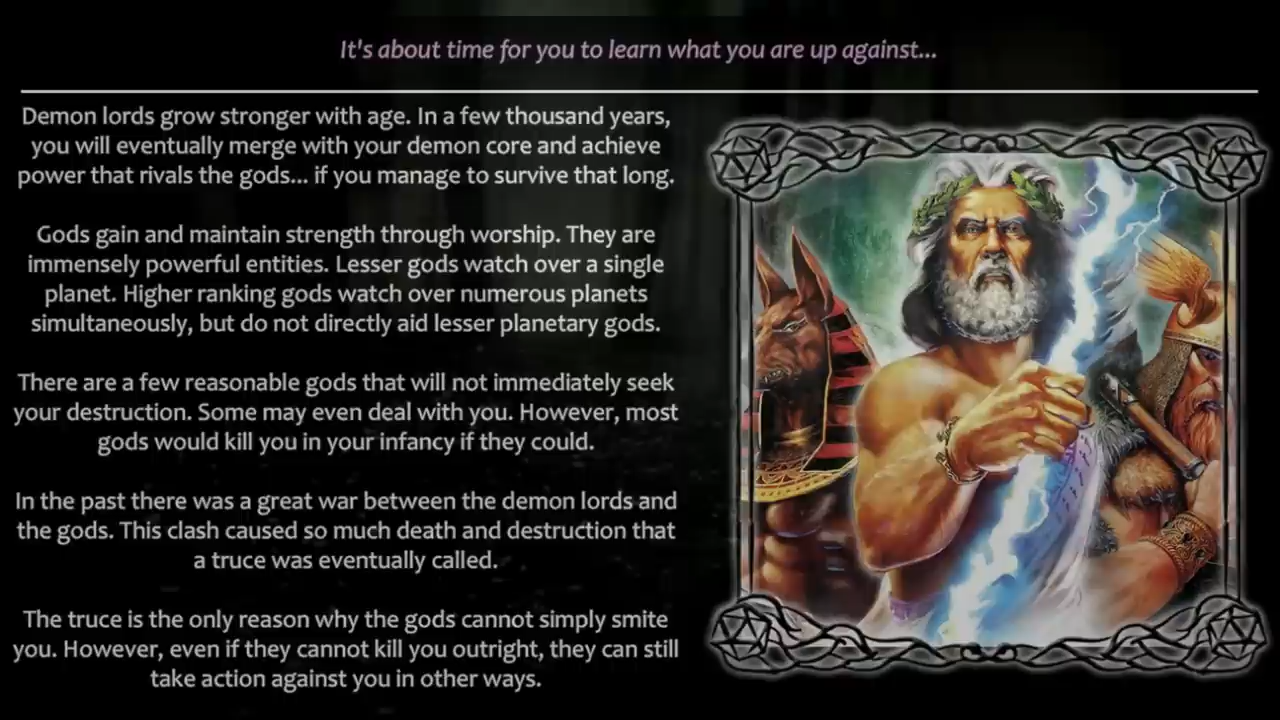 It's about time for you to learn what you are up against...
Demon lords grow stronger with age. In a few thousand years,
you will eventually merge with your demon core and achieve
power that rivals the gods... if you manage to survive that long.
Gods gain and maintain strength through worship. They are
immensely powerful entities. Lesser gods watch over a single
planet. Higher ranking gods watch over numerous planets
simultaneously, but do not directly aid lesser planetary gods.
There are a few reasonable gods that will not immediately seek
your destruction. Some may even deal with you. However, most
gods would kill you in your infancy if they could.
In the past there was a great war between the demon lords and
the gods. This clash caused so much death and destruction that
a truce was eventually called.
The truce is the only reason why the gods cannot simply smite
you. However, even if they cannot kill you outright, they can still
take action against you in other ways.